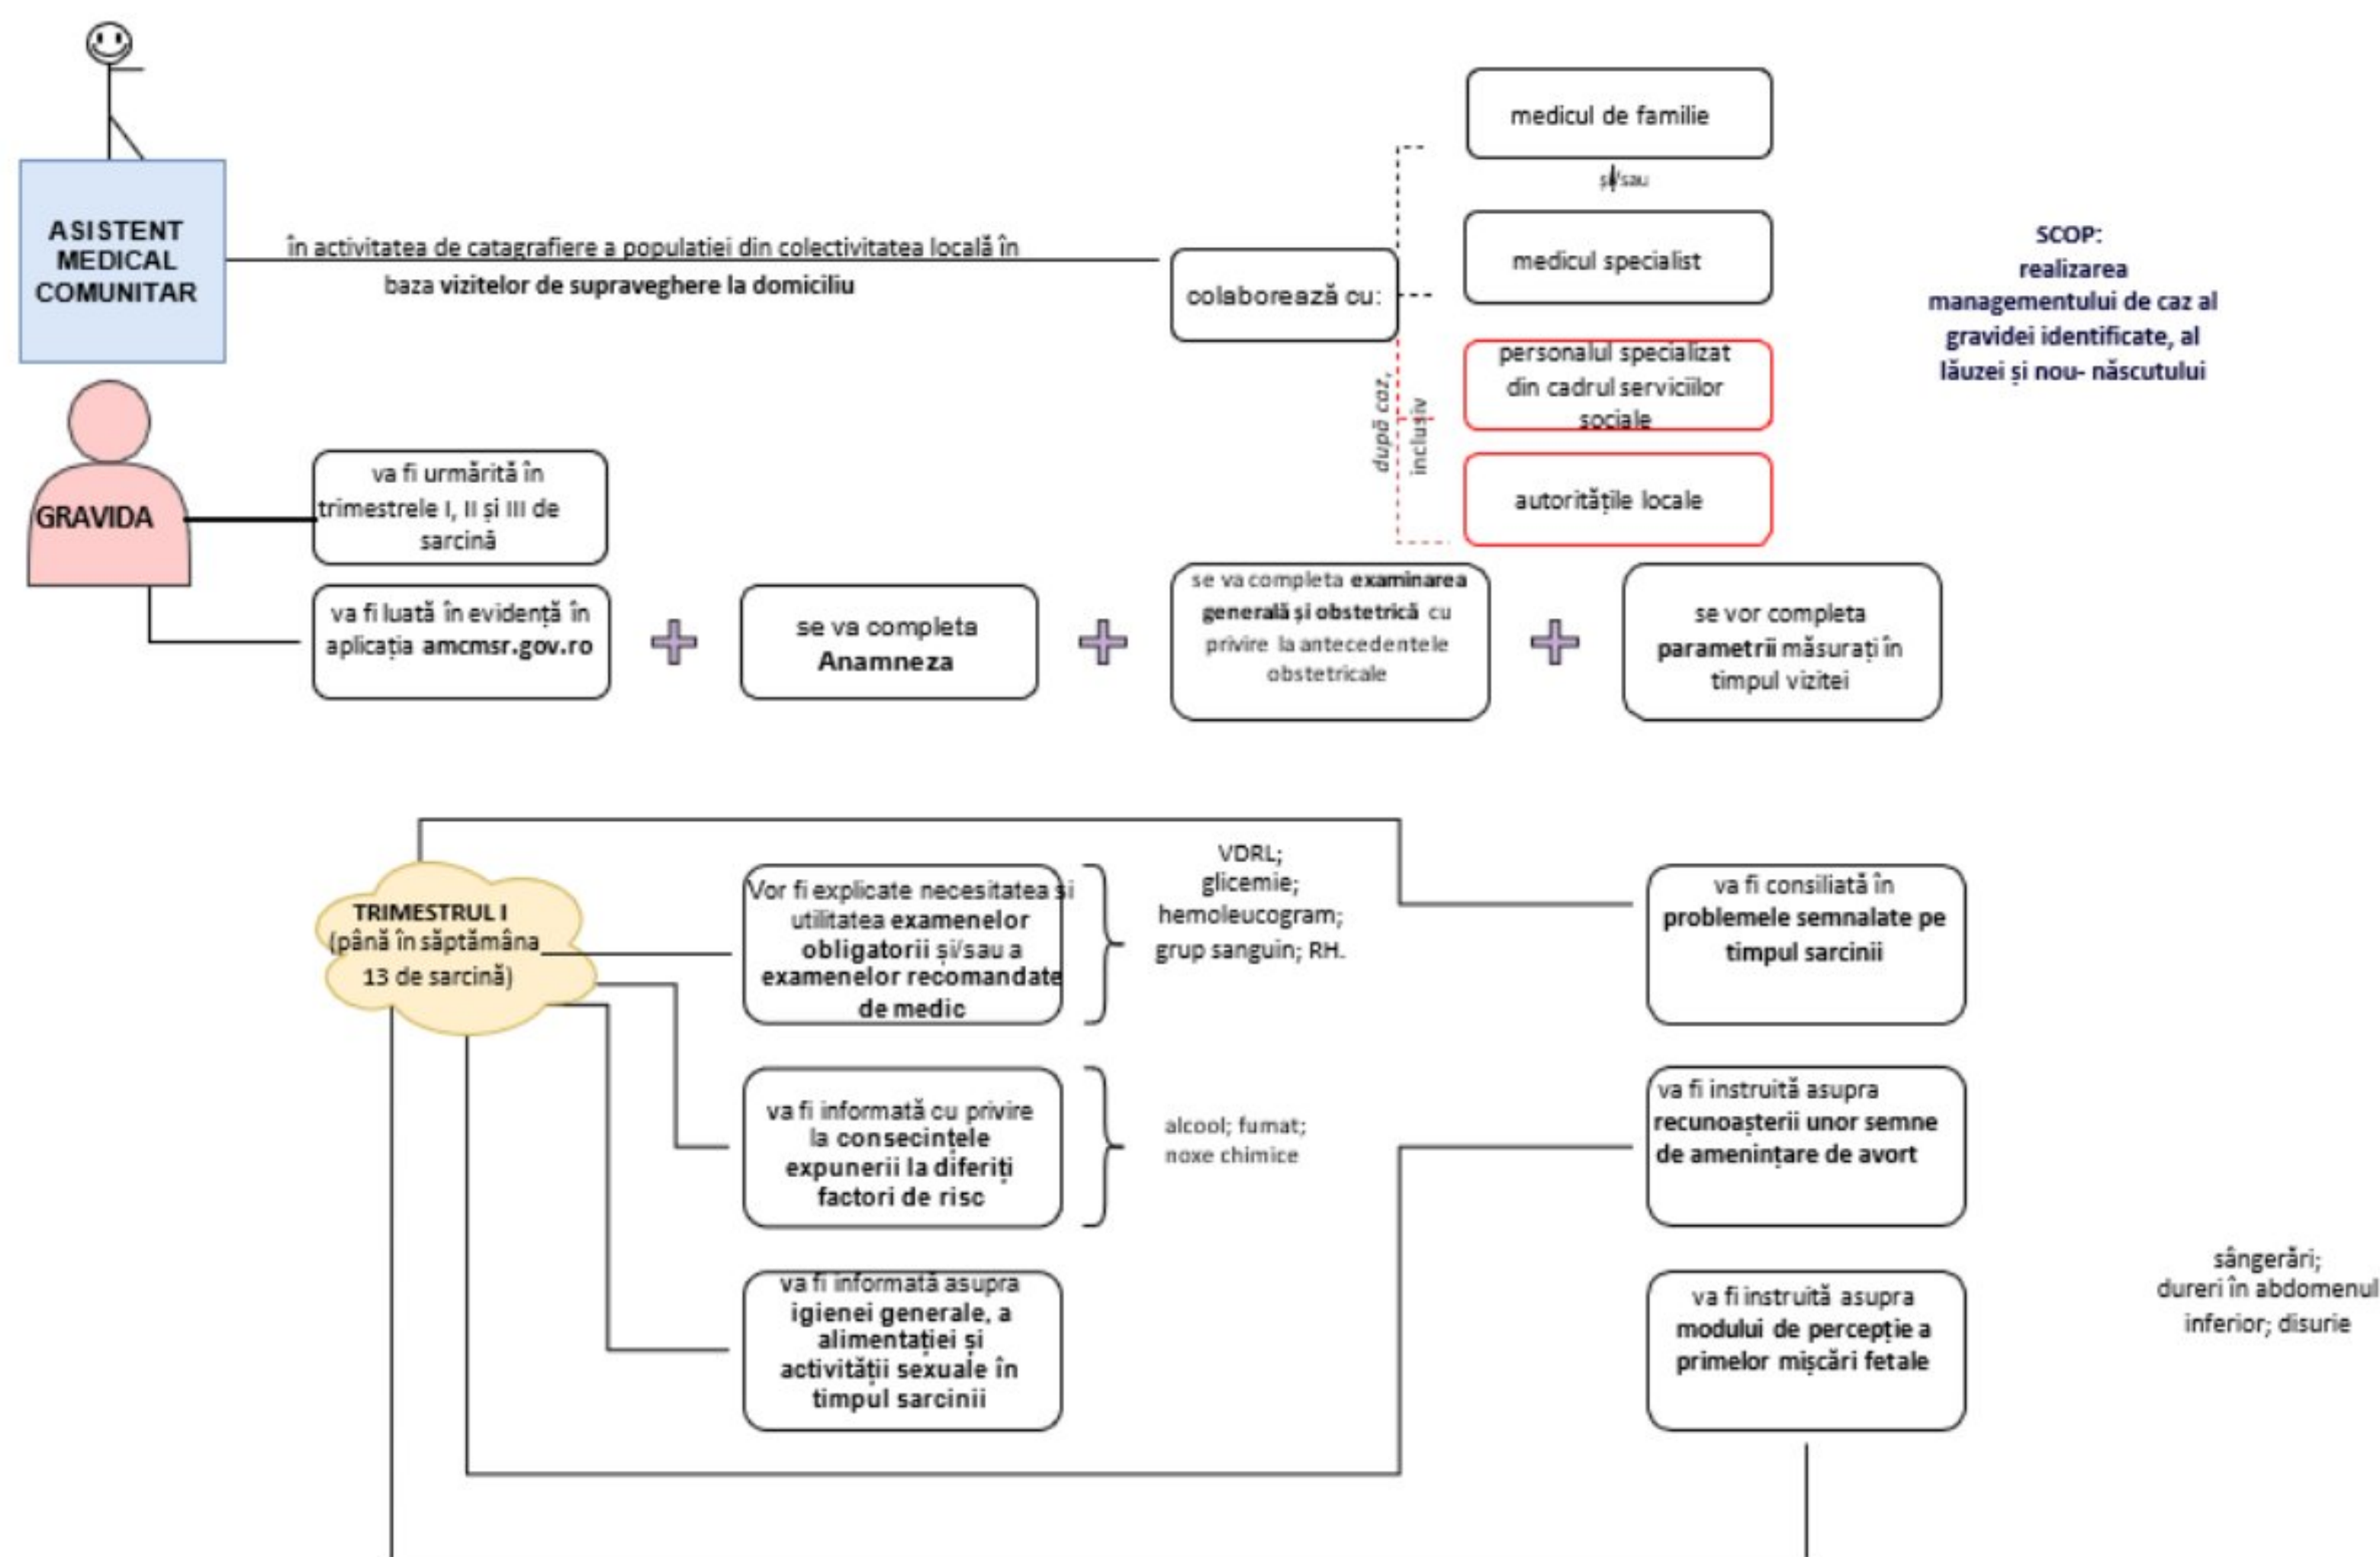 ASISTENT
MEDICAL
COMUNITAR
în activitatea de catagrafiere a populatiei din colectivitatea locală în
baza vizitelor de supraveghere la domiciliu
colaborează cu:
medicul de familie
și/sau
medicul specialist
după caz,
inclusiv
personalul specializat
din cadrul serviciilor
sociale
autoritățile locale
SCOP:
realizarea
managementului de caz al
gravidei identificate, al
lăuzei și nou- născutului
GRAVIDA
va fi urmărită în
trimestrele I, II și III de
sarcină
va fi luată în evidență în
aplicația amcmsr.gov.ro
se va completa
Anamneza
se va completa examinarea
generală și obstetrică cu
privire la antecedentele
obstetricale
se vor completa
parametrii măsurați în
timpul vizitei
TRIMESTRUL I
(până în săptămâna
13 de sarcină)
Vor fi explicate necesitatea si
utilitatea examenelor
obligatorii și/sau a
examenelor recomandate
de medic
VDRL;
glicemie;
hemoleucogram;
grup sanguin; RH.
va fi consiliată în
problemele semnalate pe
timpul sarcinii
va fi informată cu privire
la consecințele
expunerii la diferiți
factori de risc
alcool; fumat;
noxe chimice
va fi instruită asupra
recunoașterii unor semne
de amenințare de avort
va fi informată asupra
igienei generale, a
alimentației și
activității sexuale în
timpul sarcinii
va fi instruită asupra
modului de percepție a
primelor mișcări fetale
sângerări;
dureri în abdomenul
inferior; disurie